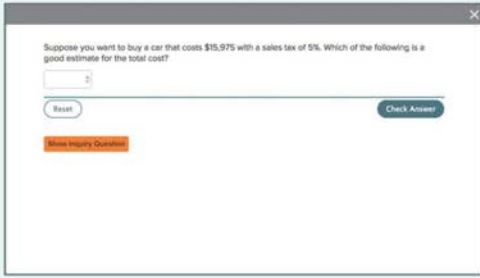 Suppose you want to buy a car that costs $15,975 with a sales tax of 5%. Which of the following is a
good estimate for the total cost?
Reset
Check Answer
Show Inquiry Question